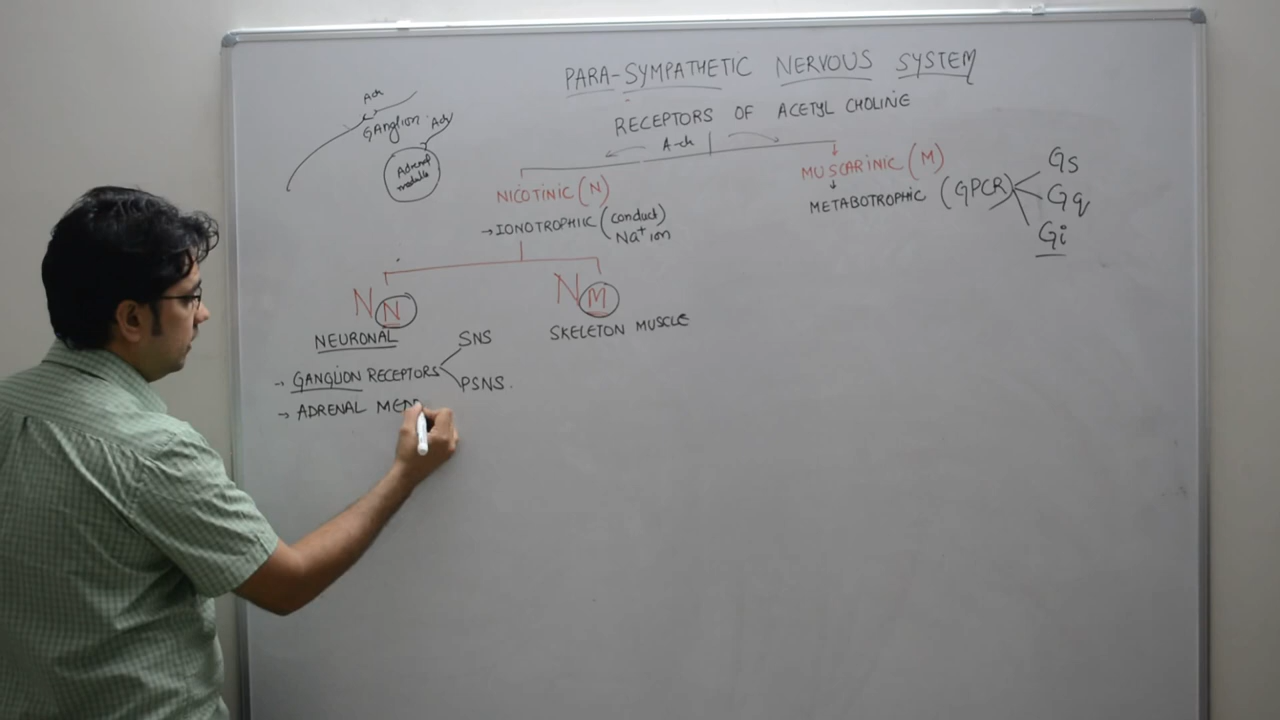 PARA-SYMPATHETIC NERVOUS SYSTEM
RECEPTORS OF ACETYL CHOLINE
A-ch
Ach
GAnglion
Ach
Adrenal
medulla
NICOTINIC (N)
→ IONOTROPHIC (conduct Na+ ion)
MUSCARINIC (M)
METABOTROPHIC (GPCR)
Gs
Gq
Gi
NN
NEURONAL
→ GANGLION RECEPTORS
SNS
PSNS.
→ ADRENAL MED
NM
SKELETON MUSCLE